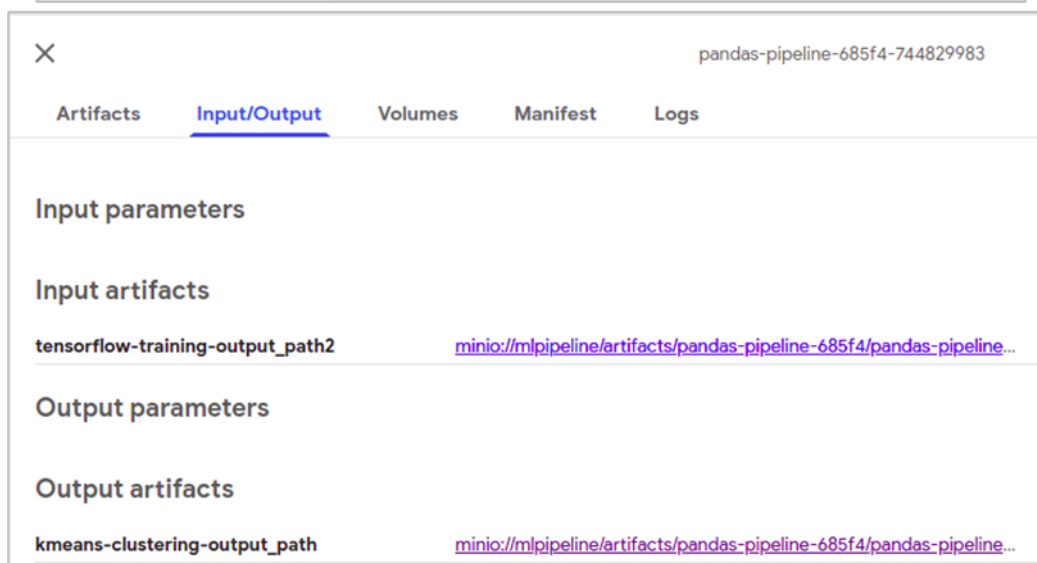 pandas-pipeline-685f4-744829983
Artifacts Input/Output Volumes Manifest Logs
Input parameters
Input artifacts
tensorflow-training-output_path2 minio://mlpipeline/artifacts/pandas-pipeline-685f4/pandas-pipeline...
Output parameters
Output artifacts
kmeans-clustering-output_path minio://mlpipeline/artifacts/pandas-pipeline-685f4/pandas-pipeline...